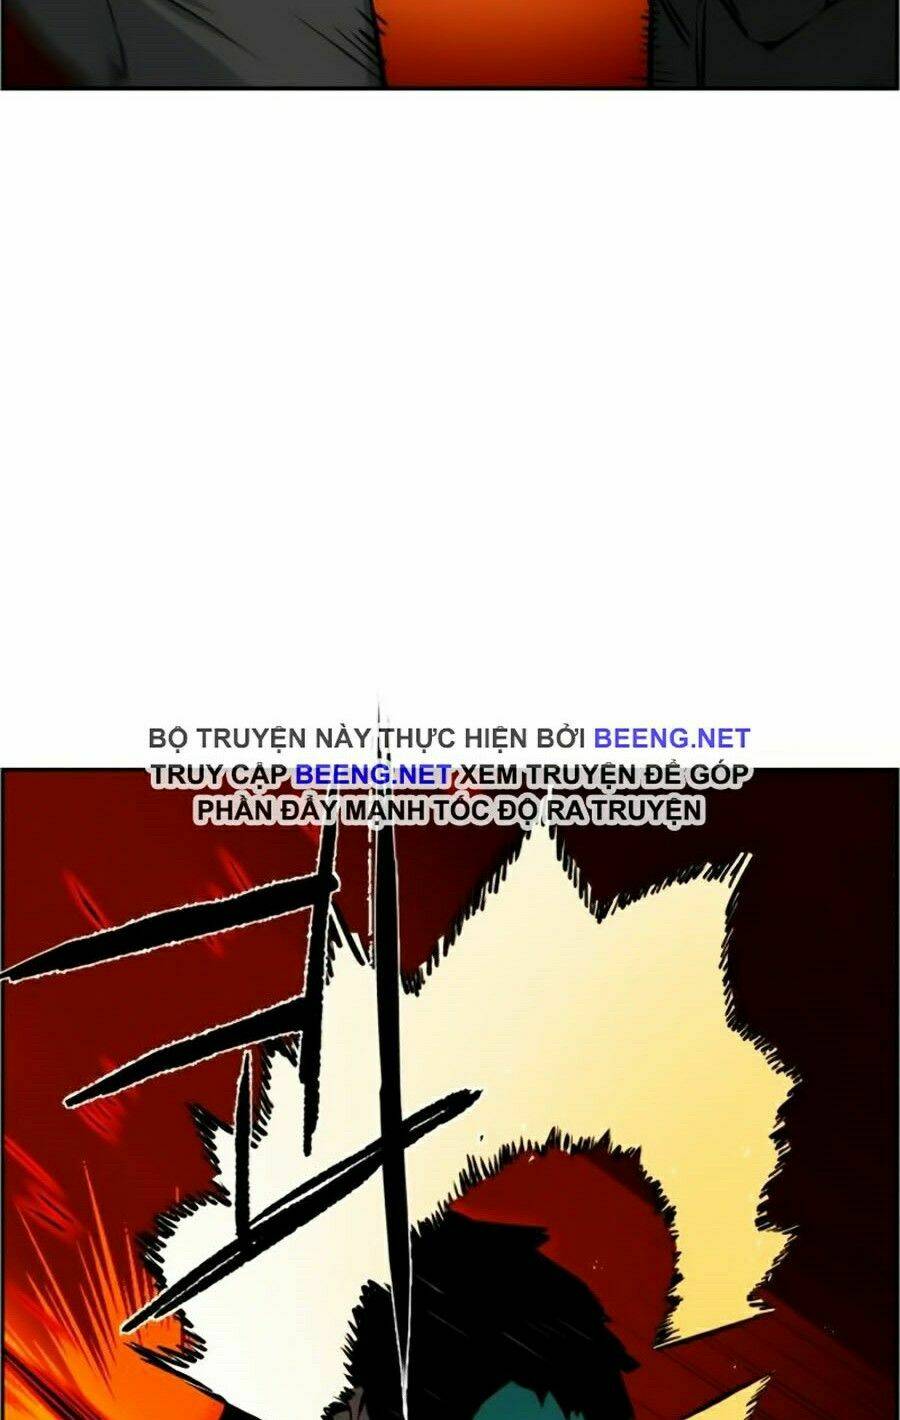 BỘ TRUYỆN NÀY THỰC HIỆN BỞI BEENG.NET
TRUY CẬP BEENG.NET XEM TRUYỆN ĐỂ GÓP
PHẦN ĐẨY MẠNH TỐC ĐỘ RA TRUYỆN